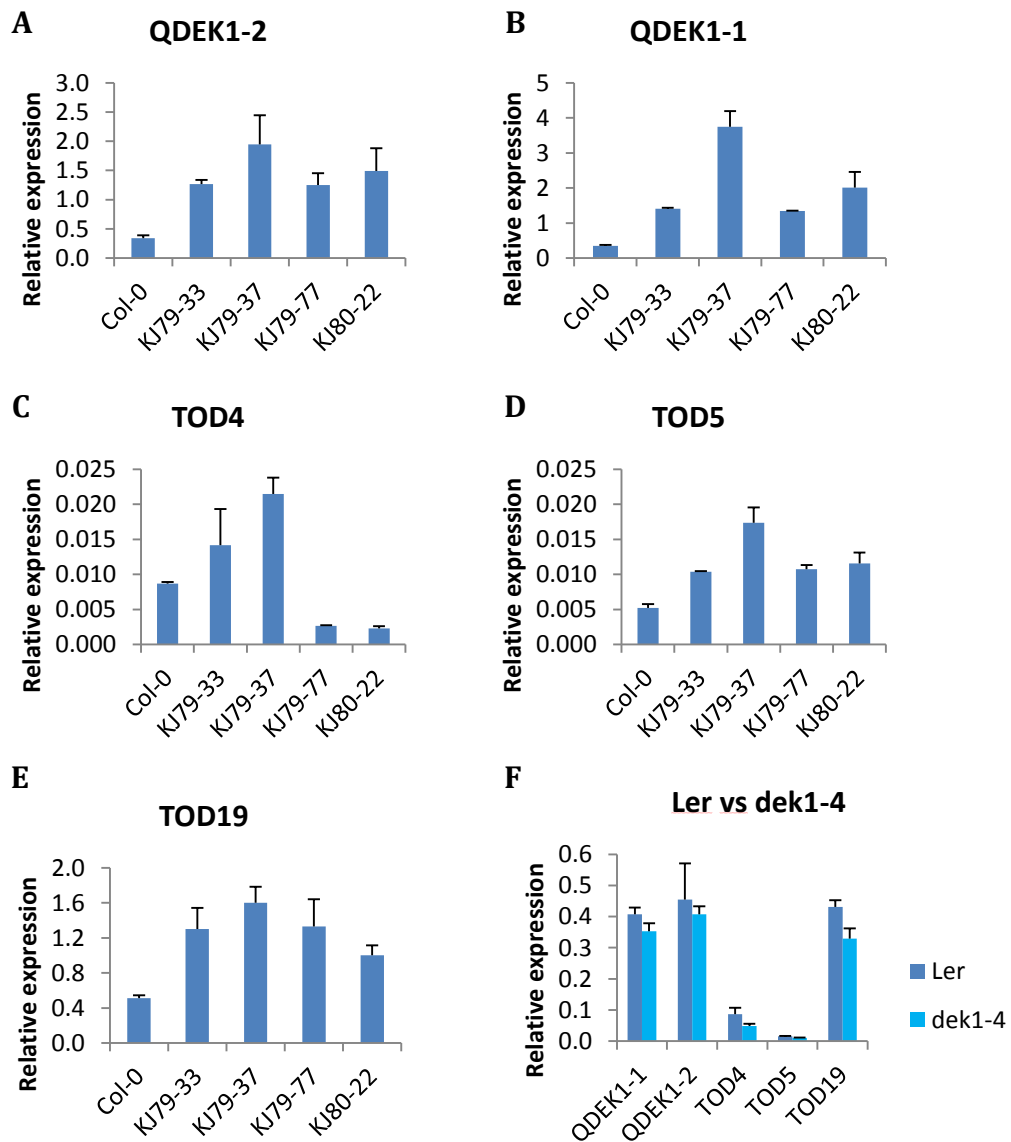 A
QDEK1-2
Relative expression
3.0
2.5
2.0
1.5
1.0
0.5
0.0
Col-0
KJ79-33
KJ79-37
KJ79-77
KJ80-22
B
QDEK1-1
Relative expression
5
4
3
2
1
0
Col-0
KJ79-33
KJ79-37
KJ79-77
KJ80-22
C
TOD4
Relative expression
0.025
0.020
0.015
0.010
0.005
0.000
Col-0
KJ79-33
KJ79-37
KJ79-77
KJ80-22
D
TOD5
Relative expression
0.025
0.020
0.015
0.010
0.005
0.000
Col-0
KJ79-33
KJ79-37
KJ79-77
KJ80-22
E
TOD19
Relative expression
2.0
1.6
1.2
0.8
0.4
0.0
Col-0
KJ79-33
KJ79-37
KJ79-77
KJ80-22
F
Ler vs dek1-4
Relative expression
0.6
0.5
0.4
0.3
0.2
0.1
0.0
QDEK1-1
QDEK1-2
TOD4
TOD5
TOD19
Ler
dek1-4